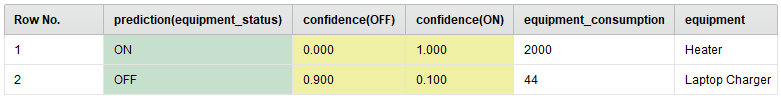 Row No. prediction(equipment_status) confidence(OFF) confidence(ON) equipment_consumption equipment
1 ON 0.000 1.000 2000 Heater
2 OFF 0.900 0.100 44 Laptop Charger